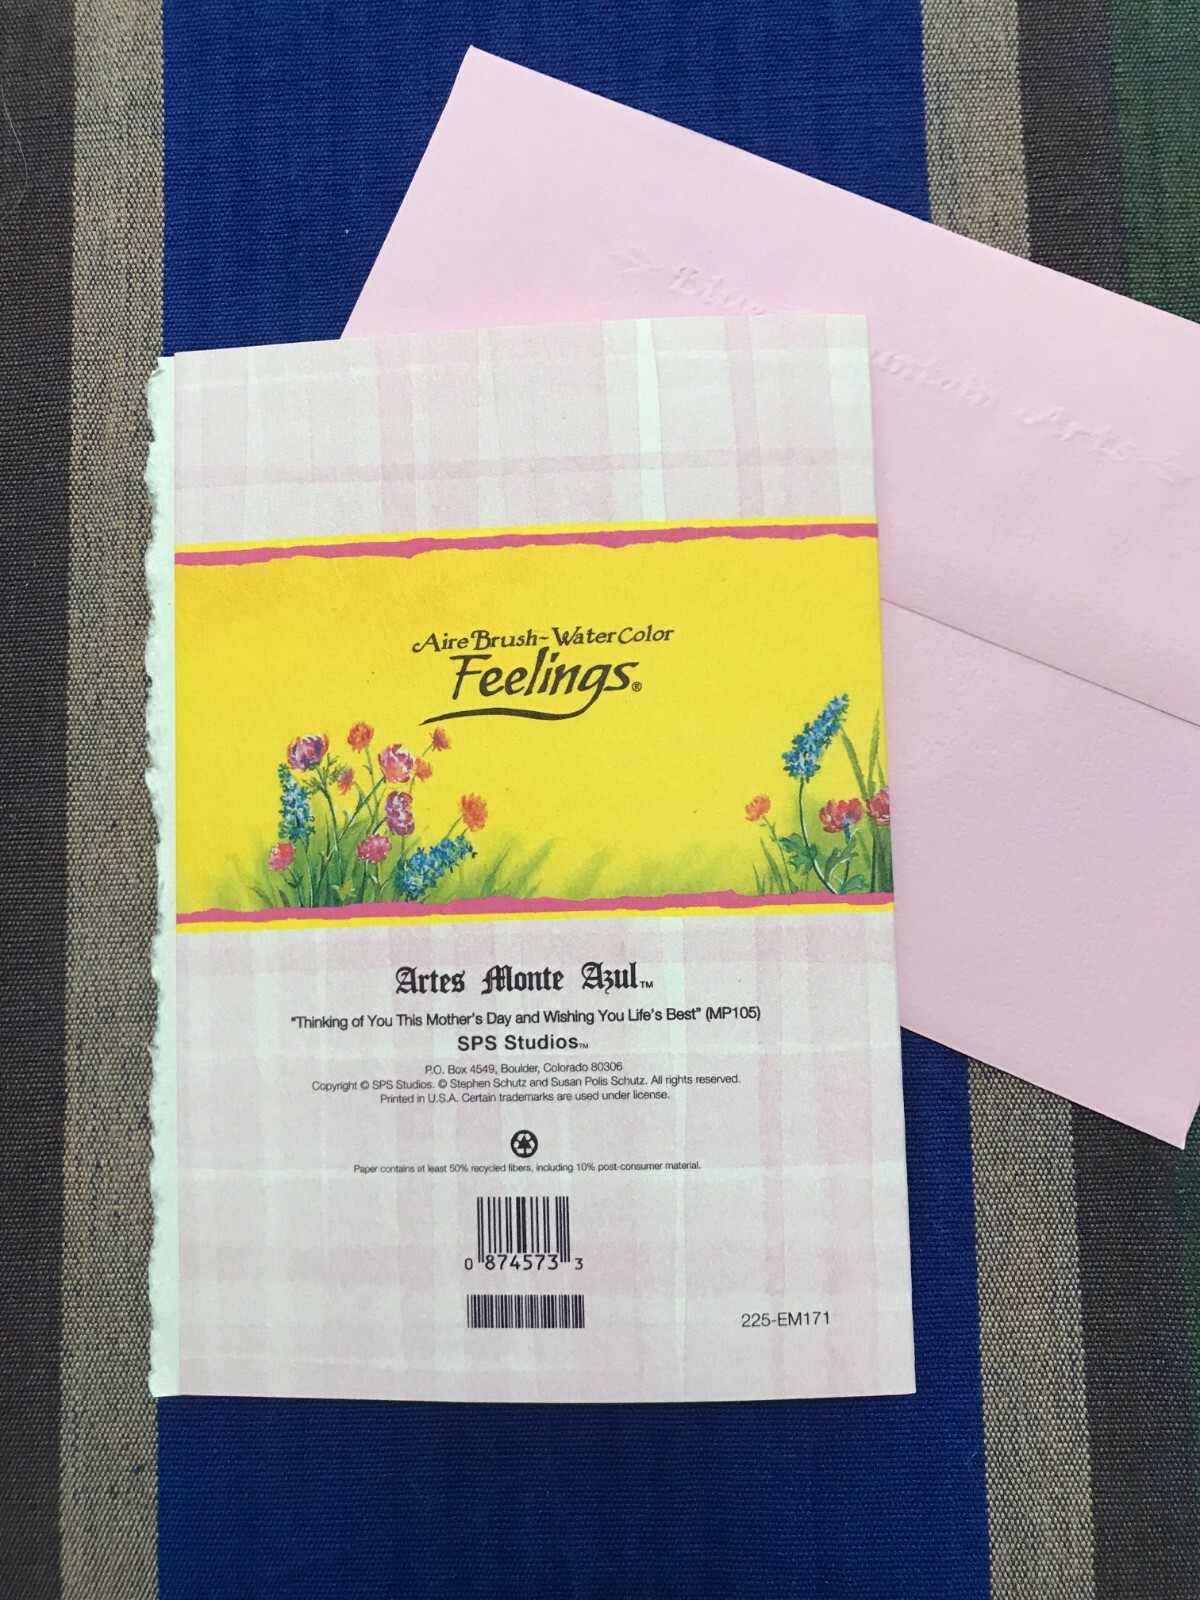 Arts
Aire Brush~Water Color
Feelings®
Artes Monte Azul™
"Thinking of You This Mother's Day and Wishing You Life's Best" (MP105)
SPS Studios™
P.O. Box 4549, Boulder, Colorado 80306
Copyright © SPS Studios. © Stephen Schutz and Susan Polis Schutz. All rights reserved.
Printed in U.S.A. Certain trademarks are used under license.
Paper contains at least 50% recycled fibers, including 10% post-consumer material.
0 874573 3
225-EM171